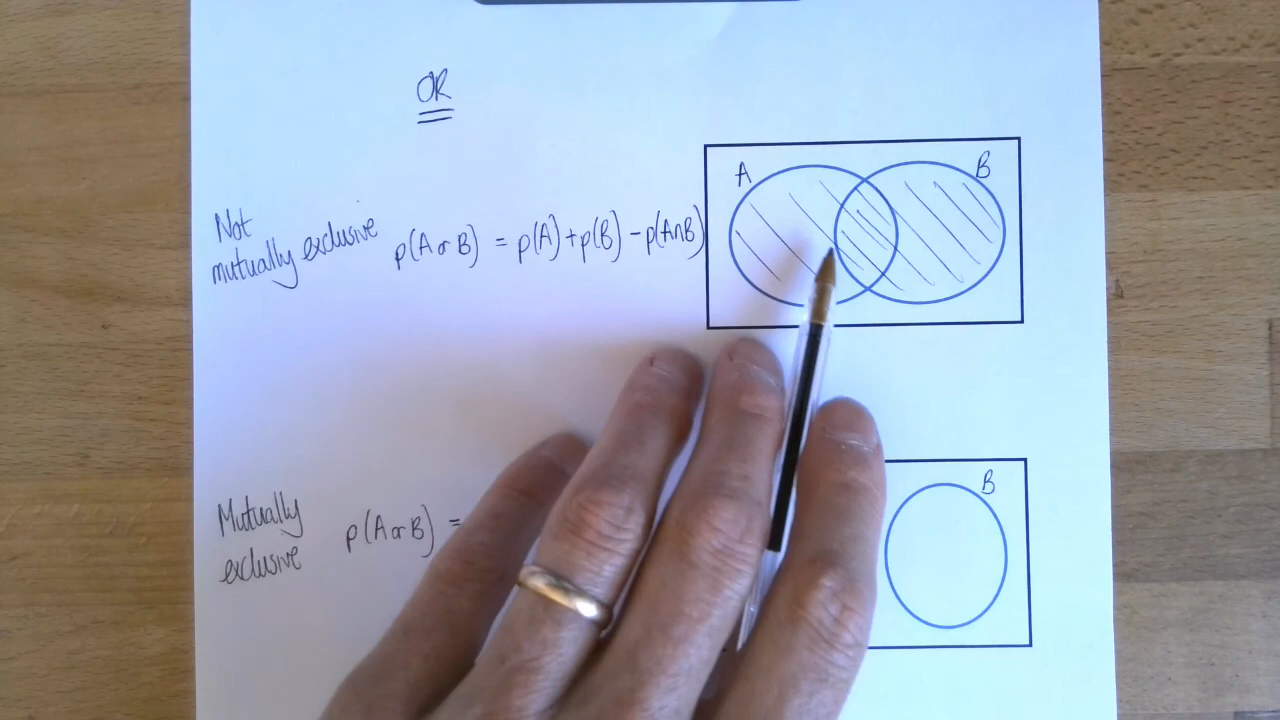 OR
A
B
Not
mutually exclusive
p(A or B) = p(A)+p(B) - p(A∩B)
Mutually
exclusive
p(A or B) =
B